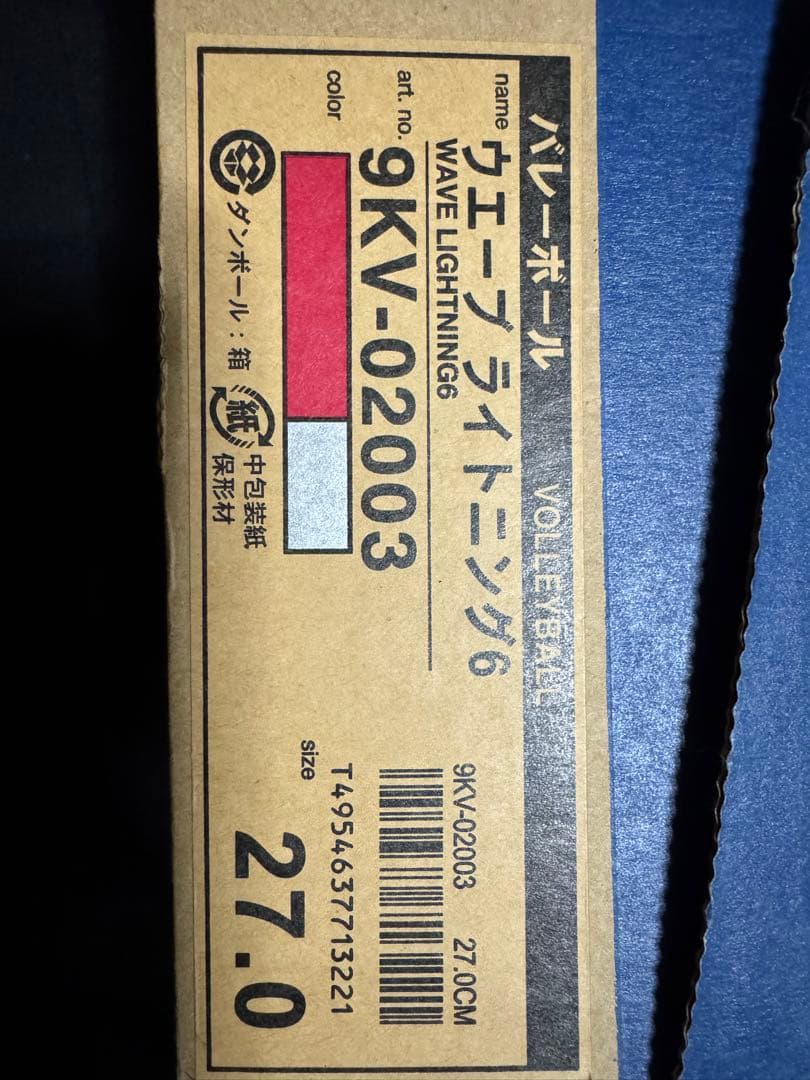 バレーボール VOLLEYBALL
name ウエーブ ライトニング6
WAVE LIGHTNING6
art. no. 9KV-02003
color
ダンボール：箱
紙
中包装紙
保形材
9KV-02003 27.0CM
T4954637713221
size 27.0